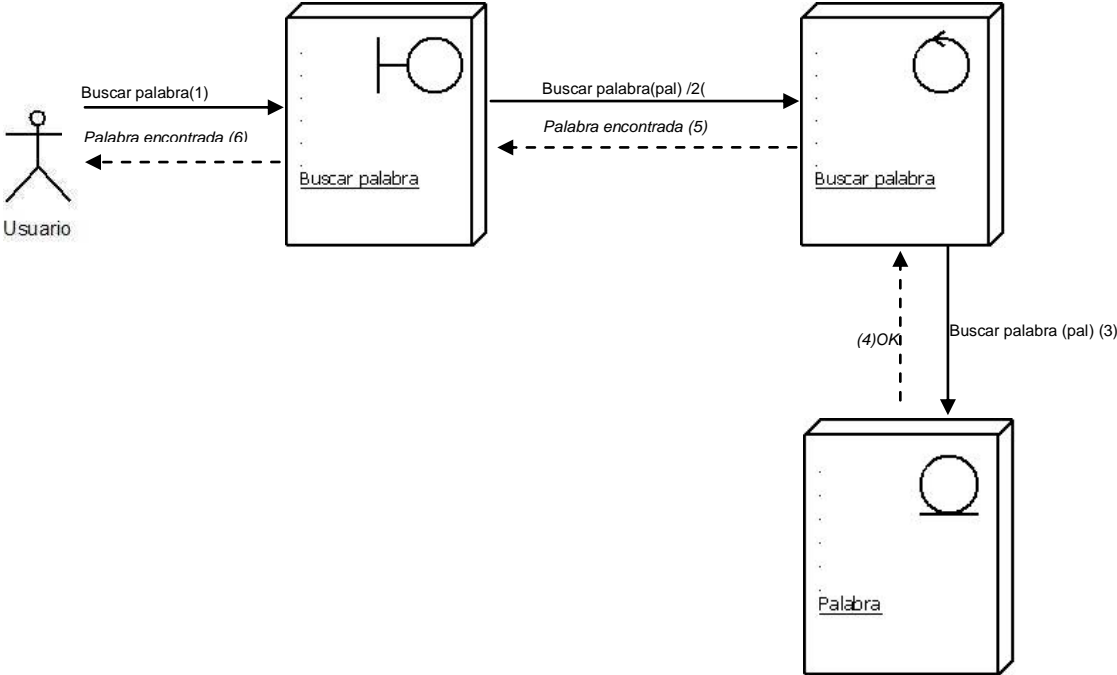 Buscar palabra(1)
Palabra encontrada (6)
Usuario
Buscar palabra
Buscar palabra(pal) /2(
Palabra encontrada (5)
Buscar palabra
(4)OK
Buscar palabra (pal) (3)
Palabra